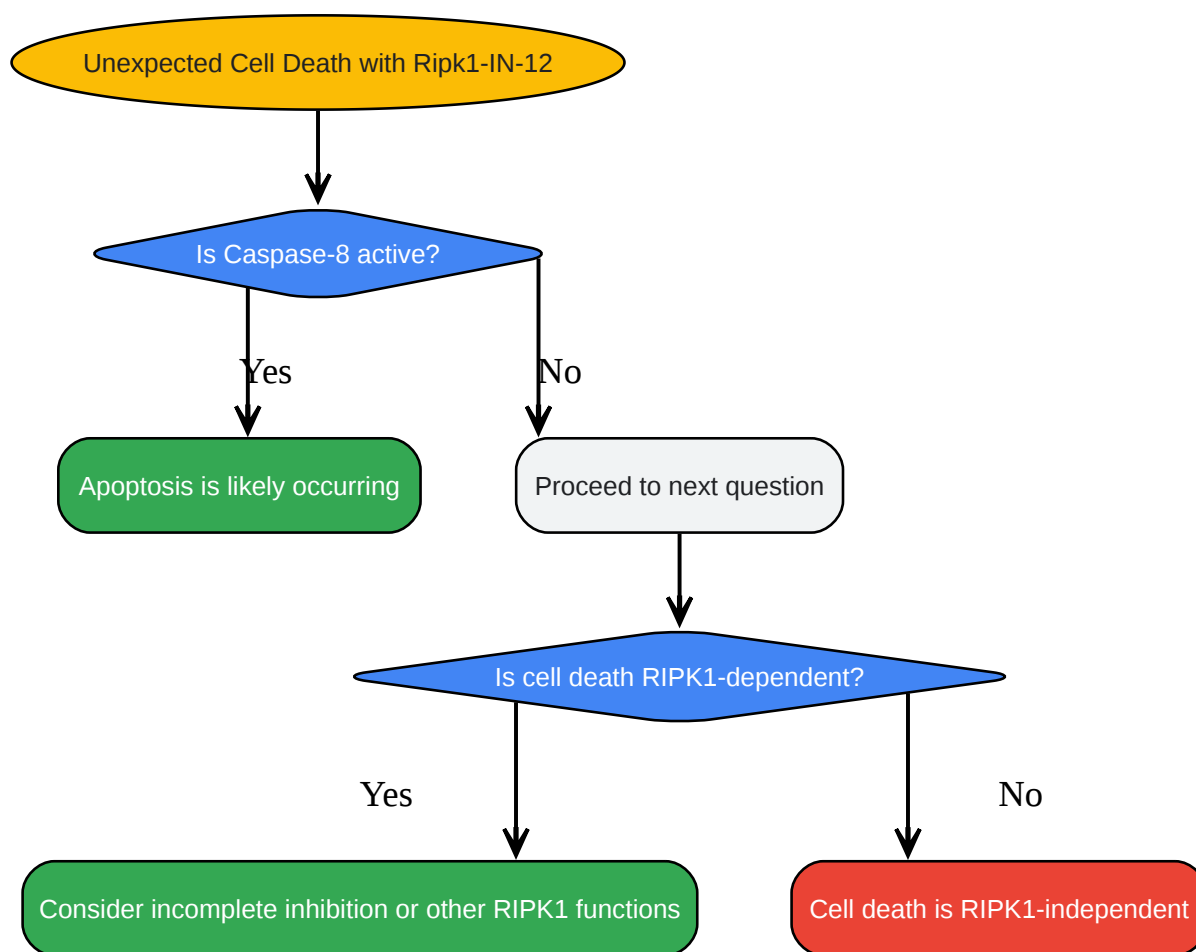 Unexpected Cell Death with Ripk1-IN-12
Is Caspase-8 active?
Yes
No
Apoptosis is likely occurring
Proceed to next question
Is cell death RIPK1-dependent?
Yes
No
Consider incomplete inhibition or other RIPK1 functions
Cell death is RIPK1-independent